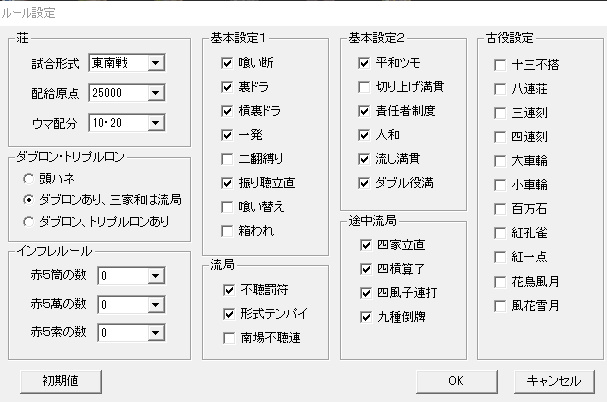 ルール設定
荘
試合形式 東南戦
配給原点 25000
ウマ配分 10・20
ダブロン・トリプルロン
頭ハネ
ダブロンあり、三家和は流局
ダブロン、トリプルロンあり
インフレルール
赤5筒の数 0
赤5萬の数 0
赤5索の数 0
基本設定1
喰い断
裏ドラ
槓裏ドラ
一発
二翻縛り
振り聴立直
喰い替え
箱われ
流局
不聴罰符
形式テンパイ
南場不聴連
基本設定2
平和ツモ
切り上げ満貫
責任者制度
人和
流し満貫
ダブル役満
途中流局
四家立直
四槓算了
四風子連打
九種倒牌
古役設定
十三不搭
八連荘
三連刻
四連刻
大車輪
小車輪
百万石
紅孔雀
紅一点
花鳥風月
風花雪月
初期値
OK
キャンセル